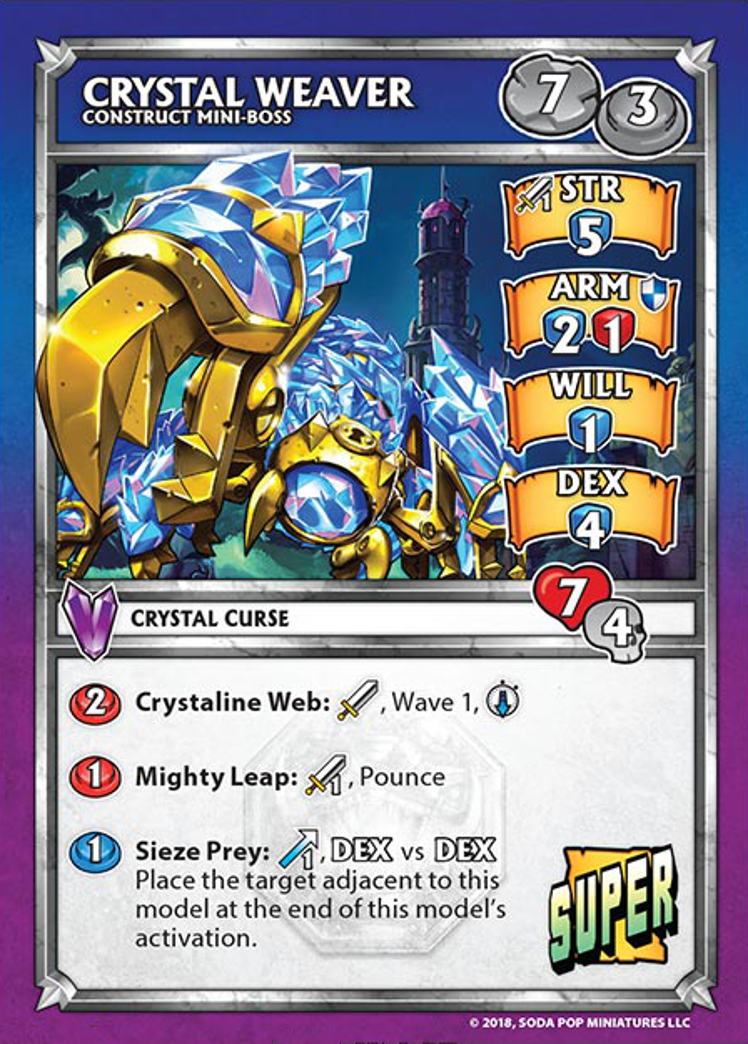 CRYSTAL WEAVER
CONSTRUCT MINI-BOSS
7 3
STR
5
ARM
2 1
WILL
1
DEX
4
7 4
CRYSTAL CURSE
2 Crystaline Web: , Wave 1,
1 Mighty Leap: 1, Pounce
1 Sieze Prey: 1, DEX vs DEX
Place the target adjacent to this
model at the end of this model's
activation.
SUPER
© 2018, SODA POP MINIATURES LLC